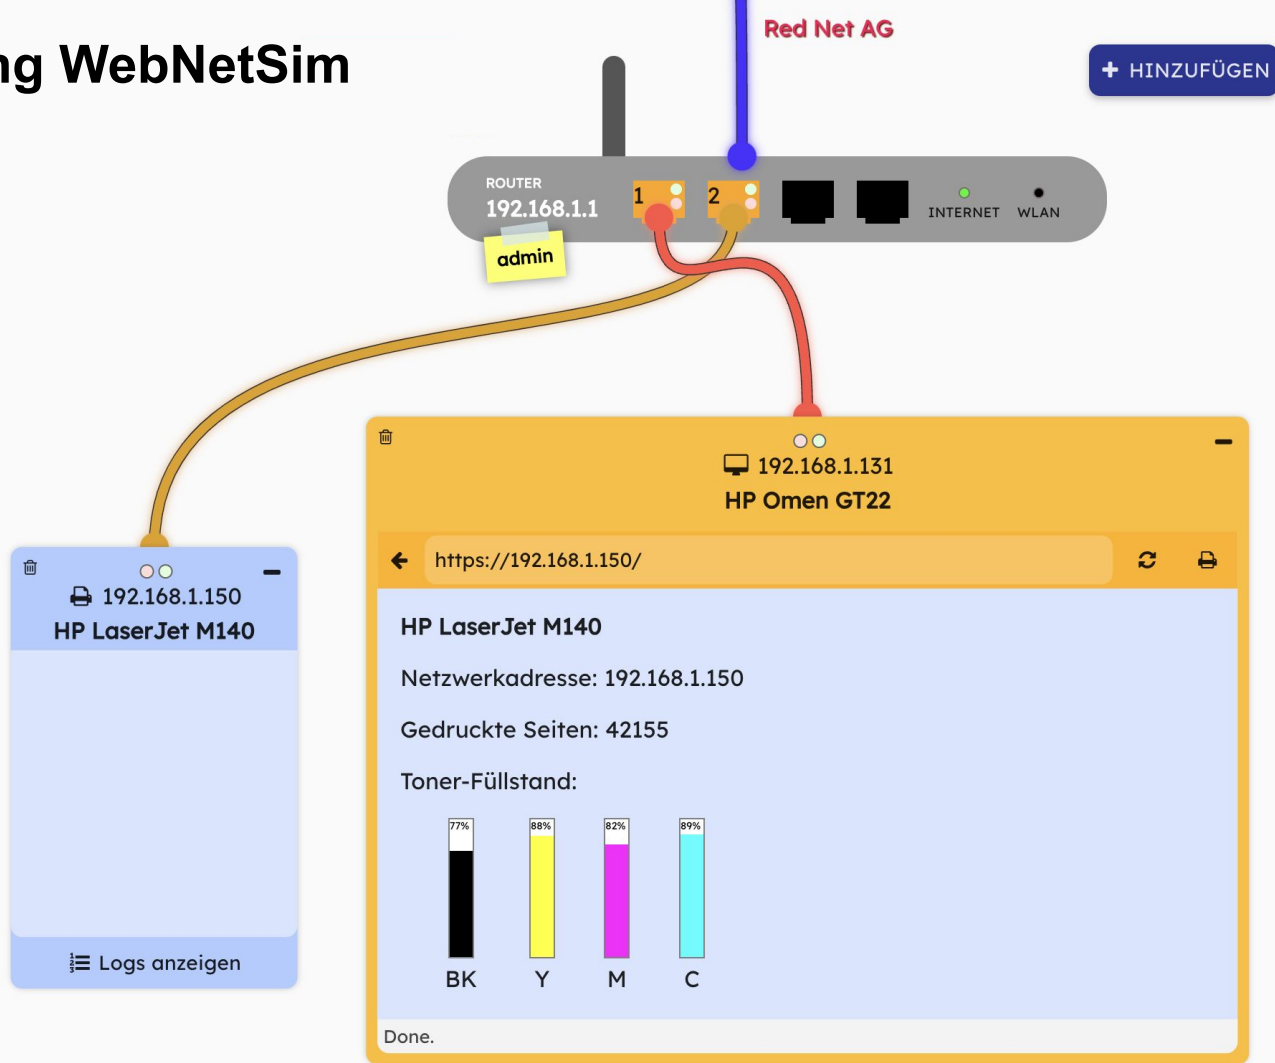 ng WebNetSim
Red Net AG
+ HINZUFÜGEN
ROUTER
192.168.1.1
1
2
INTERNET
WLAN
admin
192.168.1.150
HP LaserJet M140
Logs anzeigen
192.168.1.131
HP Omen GT22
https://192.168.1.150/
HP LaserJet M140
Netzwerkadresse: 192.168.1.150
Gedruckte Seiten: 42155
Toner-Füllstand:
77% 88% 82% 89%
BK Y M C
Done.